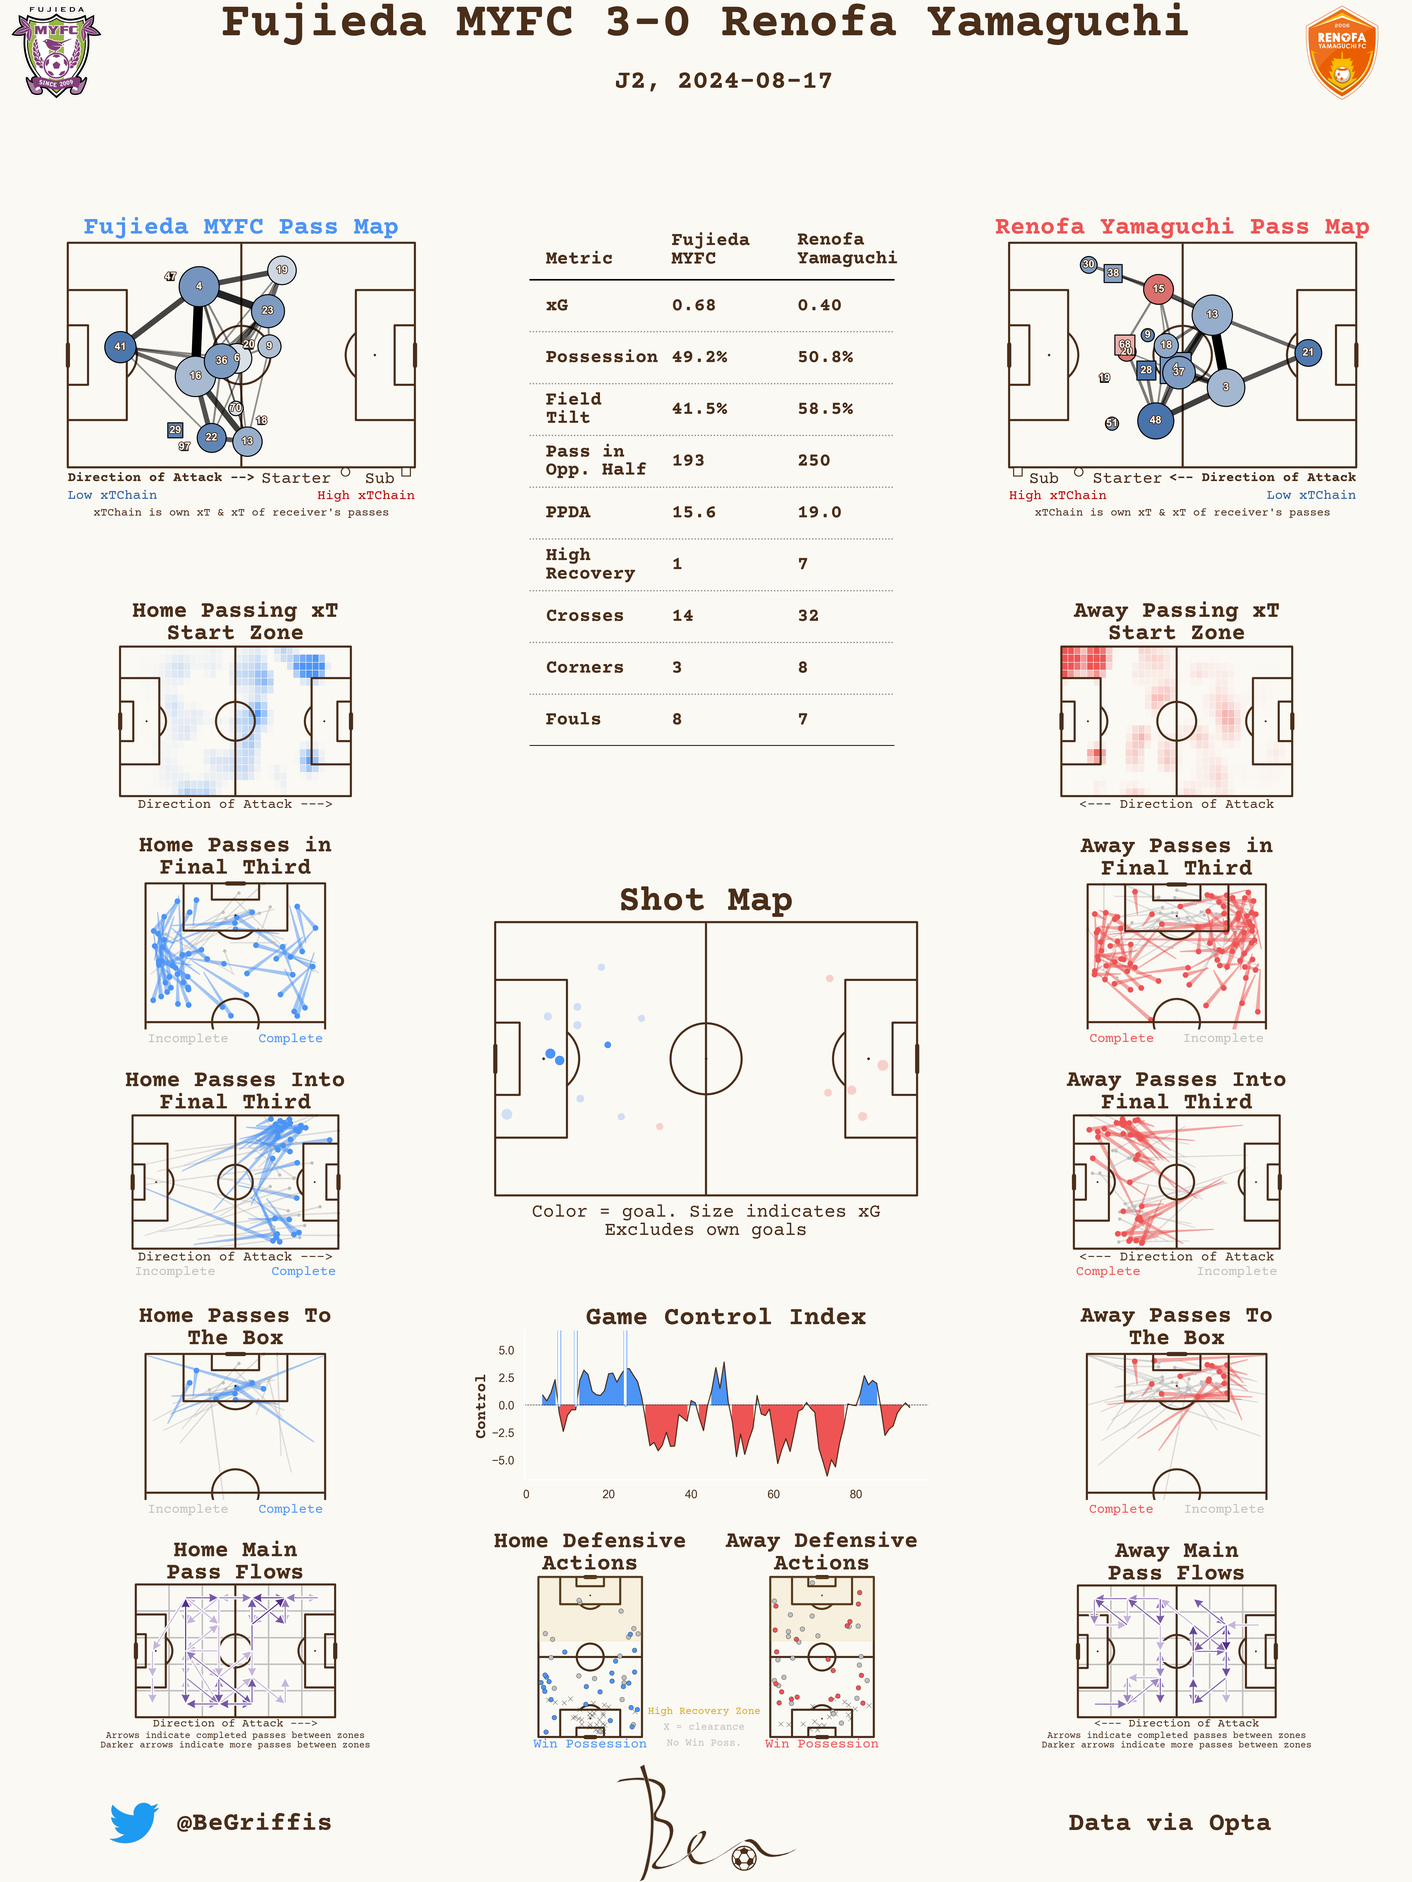 Fujieda MYFC 3-0 Renofa Yamaguchi
J2, 2024-08-17
FUJIEDA
MYFC
SINCE 2009
2006
RENOFA
YAMAGUCHI FC
Fujieda MYFC Pass Map
47
4
19
23
41
20
9
36
6
16
70
18
29
22
13
97
Direction of Attack --> Starter Sub
Low xTChain High xTChain
xTChain is own xT & xT of receiver's passes
Metric Fujieda MYFC Renofa Yamaguchi
xG 0.68 0.40
Possession 49.2% 50.8%
Field Tilt 41.5% 58.5%
Pass in Opp. Half 193 250
PPDA 15.6 19.0
High Recovery 1 7
Crosses 14 32
Corners 3 8
Fouls 8 7
Renofa Yamaguchi Pass Map
30
38
15
13
9
68
20
18
21
28
37
19
3
51
48
Sub Starter <-- Direction of Attack
High xTChain Low xTChain
xTChain is own xT & xT of receiver's passes
Home Passing xT
Start Zone
Direction of Attack --->
Away Passing xT
Start Zone
<--- Direction of Attack
Home Passes in
Final Third
Incomplete Complete
Away Passes in
Final Third
Complete Incomplete
Shot Map
Color = goal. Size indicates xG
Excludes own goals
Home Passes Into
Final Third
Direction of Attack --->
Incomplete Complete
Away Passes Into
Final Third
<--- Direction of Attack
Complete Incomplete
Home Passes To
The Box
Incomplete Complete
Game Control Index
Control
5.0
2.5
0.0
−2.5
−5.0
0 20 40 60 80
Away Passes To
The Box
Complete Incomplete
Home Main
Pass Flows
Direction of Attack --->
Arrows indicate completed passes between zones
Darker arrows indicate more passes between zones
Home Defensive
Actions
Win Possession
High Recovery Zone
X = clearance
No Win Poss.
Away Defensive
Actions
Win Possession
Away Main
Pass Flows
<--- Direction of Attack
Arrows indicate completed passes between zones
Darker arrows indicate more passes between zones
@BeGriffis
Ben
Data via Opta